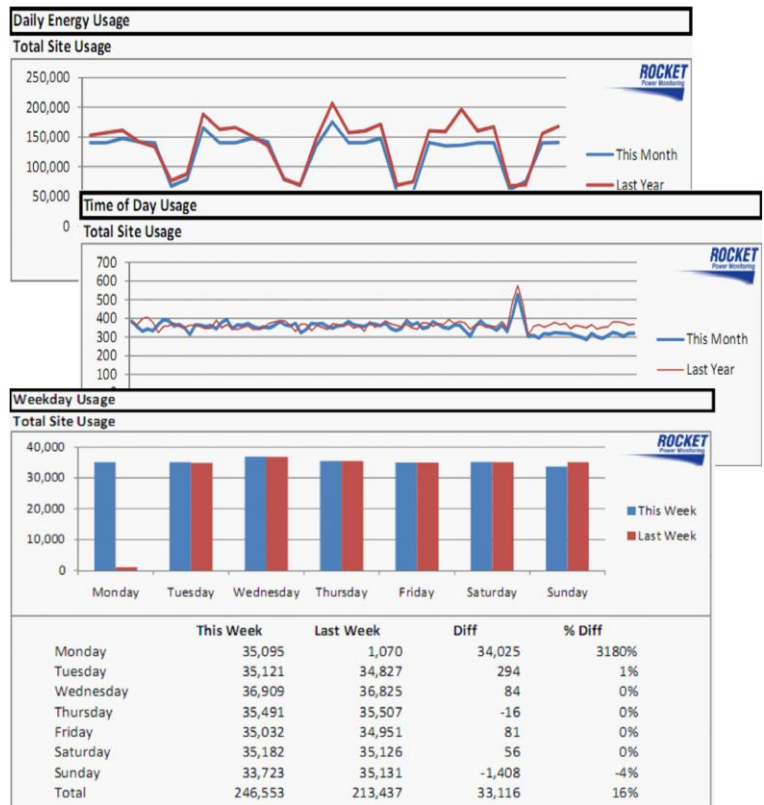 Daily Energy Usage
Total Site Usage
250,000
200,000
150,000
100,000
50,000
0
ROCKET
Power Monitoring
This Month
Last Year
Time of Day Usage
Total Site Usage
700
600
500
400
300
200
100
ROCKET
Power Monitoring
This Month
Last Year
Weekday Usage
Total Site Usage
40,000
30,000
20,000
10,000
0
ROCKET
Power Monitoring
This Week
Last Week
Monday Tuesday Wednesday Thursday Friday Saturday Sunday
This Week Last Week Diff % Diff
Monday 35,095 1,070 34,025 3180%
Tuesday 35,121 34,827 294 1%
Wednesday 36,909 36,825 84 0%
Thursday 35,491 35,507 -16 0%
Friday 35,032 34,951 81 0%
Saturday 35,182 35,126 56 0%
Sunday 33,723 35,131 -1,408 -4%
Total 246,553 213,437 33,116 16%